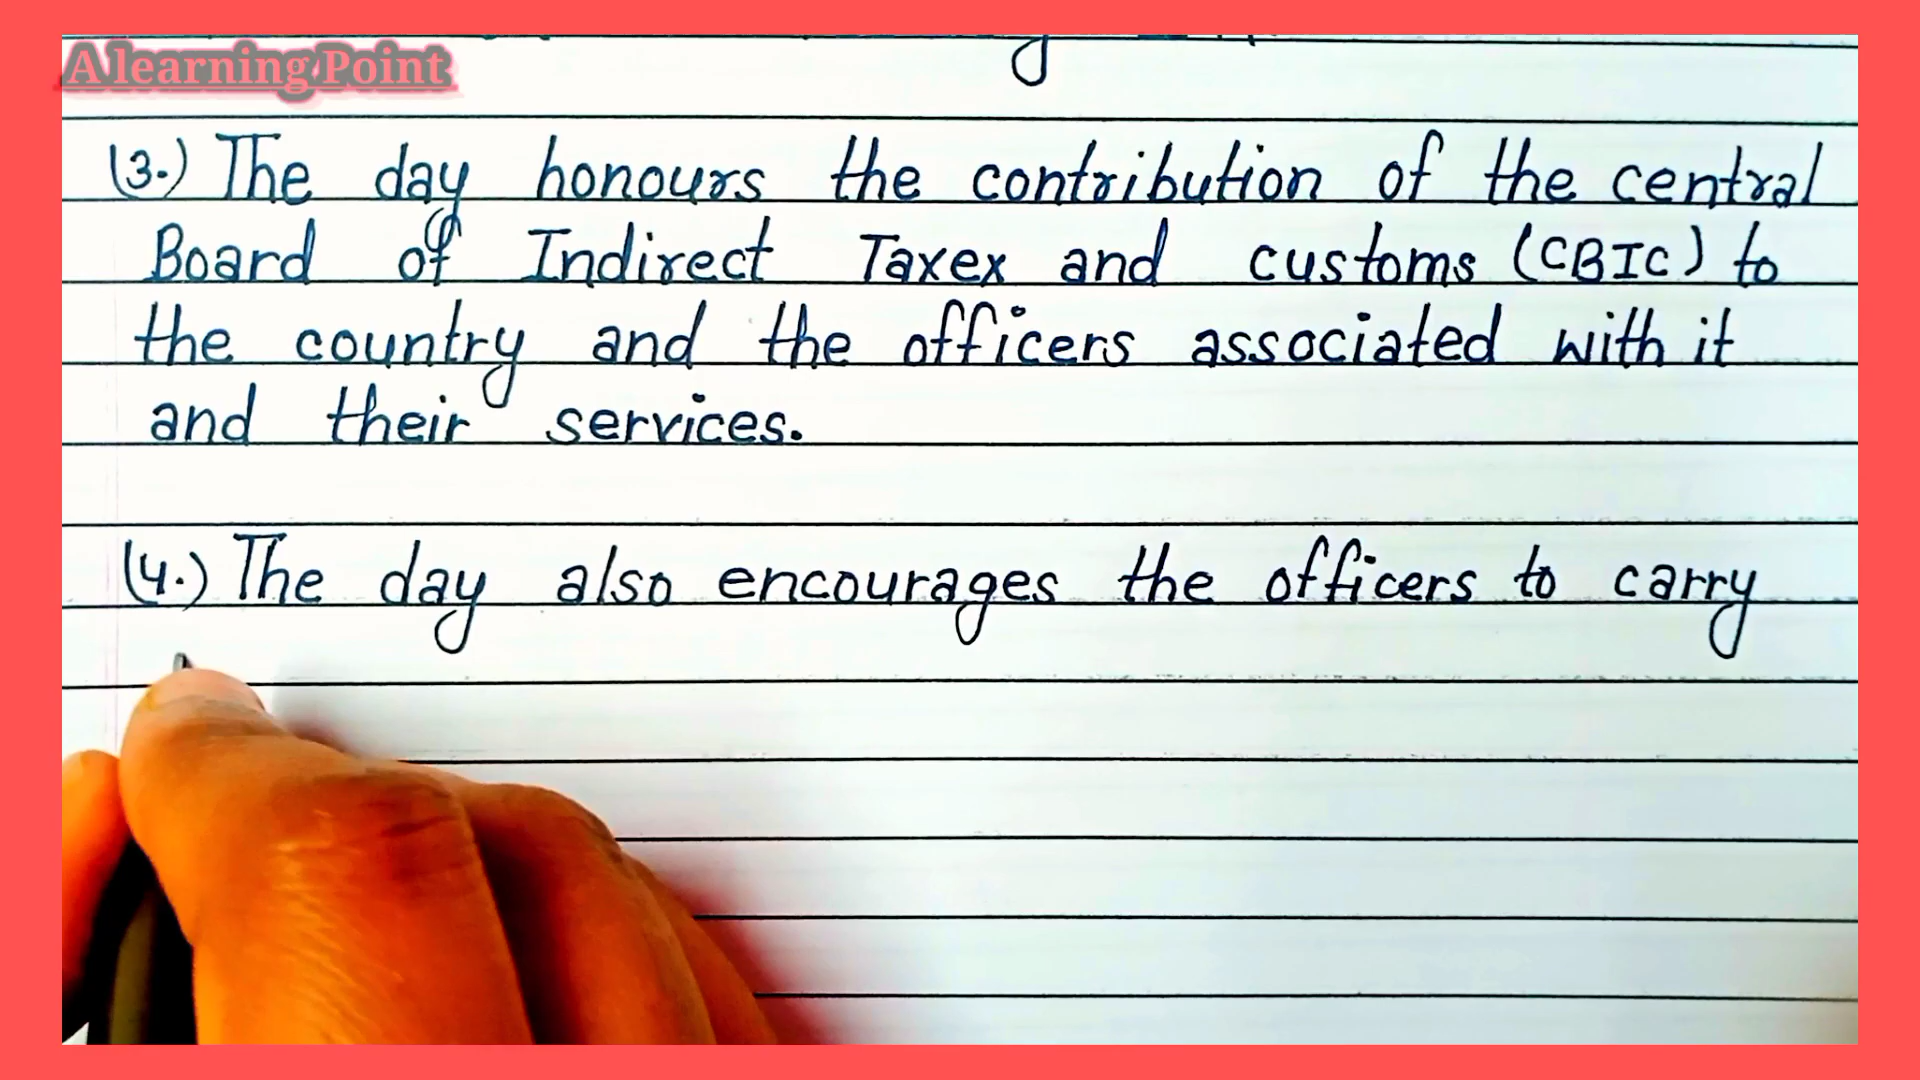 A learning Point
(3.) The day honours the contribution of the central
Board of Indirect Taxex and customs (CBIC) to
the country and the officers associated with it
and their services.
(4.) The day also encourages the officers to carry